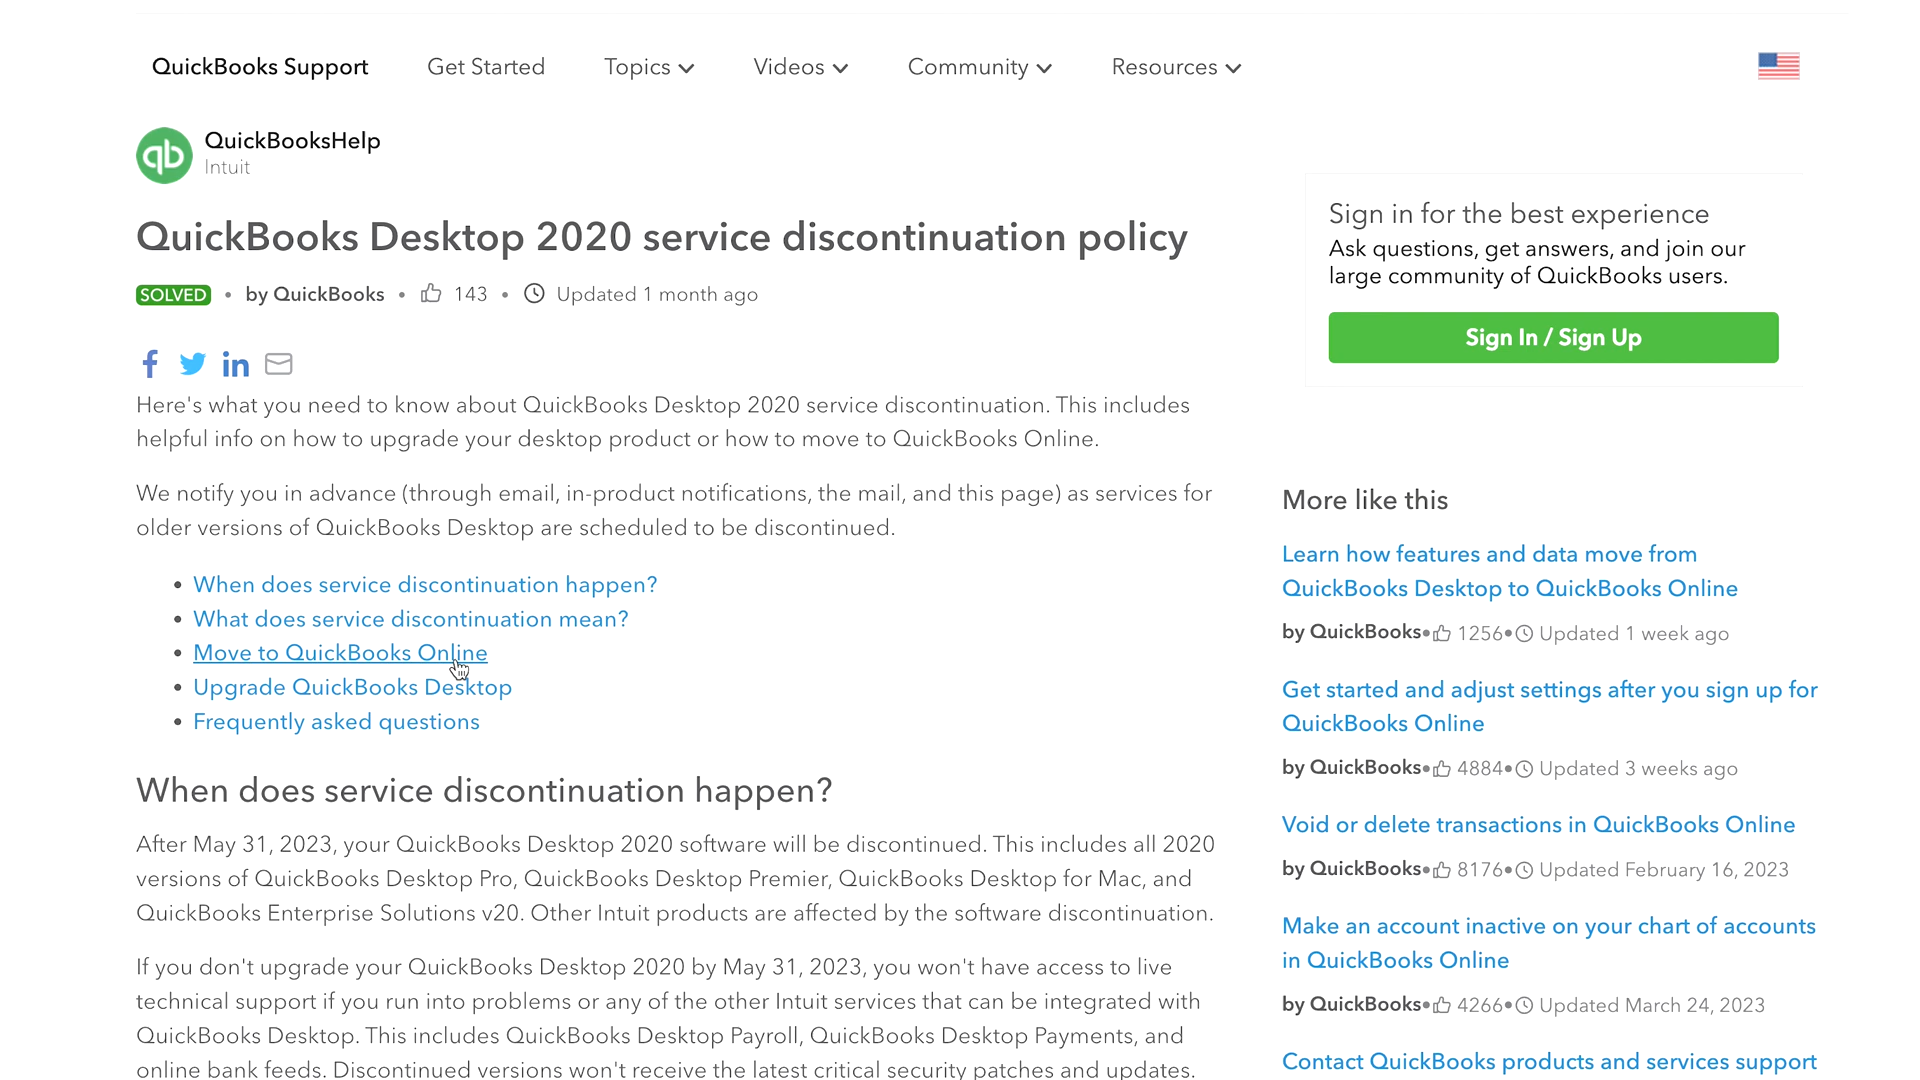 QuickBooks Support Get Started Topics Videos Community Resources
qb
QuickBooksHelp
Intuit
QuickBooks Desktop 2020 service discontinuation policy
SOLVED • by QuickBooks • 143 • Updated 1 month ago
Here's what you need to know about QuickBooks Desktop 2020 service discontinuation. This includes
helpful info on how to upgrade your desktop product or how to move to QuickBooks Online.
We notify you in advance (through email, in-product notifications, the mail, and this page) as services for
older versions of QuickBooks Desktop are scheduled to be discontinued.
• When does service discontinuation happen?
• What does service discontinuation mean?
• Move to QuickBooks Online
• Upgrade QuickBooks Desktop
• Frequently asked questions
When does service discontinuation happen?
After May 31, 2023, your QuickBooks Desktop 2020 software will be discontinued. This includes all 2020
versions of QuickBooks Desktop Pro, QuickBooks Desktop Premier, QuickBooks Desktop for Mac, and
QuickBooks Enterprise Solutions v20. Other Intuit products are affected by the software discontinuation.
If you don't upgrade your QuickBooks Desktop 2020 by May 31, 2023, you won't have access to live
technical support if you run into problems or any of the other Intuit services that can be integrated with
QuickBooks Desktop. This includes QuickBooks Desktop Payroll, QuickBooks Desktop Payments, and
online bank feeds. Discontinued versions won't receive the latest critical security patches and updates.
Sign in for the best experience
Ask questions, get answers, and join our
large community of QuickBooks users.
Sign In / Sign Up
More like this
Learn how features and data move from
QuickBooks Desktop to QuickBooks Online
by QuickBooks• 1256• Updated 1 week ago
Get started and adjust settings after you sign up for
QuickBooks Online
by QuickBooks• 4884• Updated 3 weeks ago
Void or delete transactions in QuickBooks Online
by QuickBooks• 8176• Updated February 16, 2023
Make an account inactive on your chart of accounts
in QuickBooks Online
by QuickBooks• 4266• Updated March 24, 2023
Contact QuickBooks products and services support